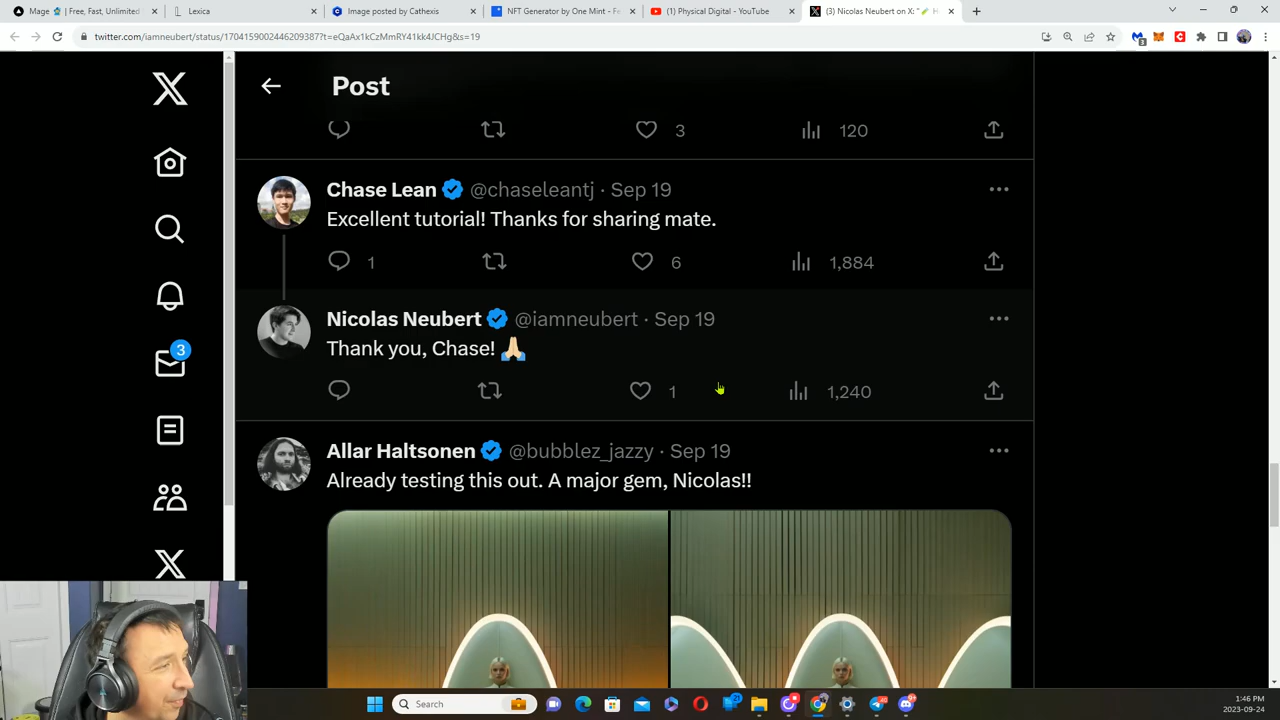 Mage | Free, Fast, Unlimited
Lexica
Image posted by Cathexis
NFT Generator by One Mint - Fe
(1) Physical Digital - YouTube
(3) Nicolas Neubert on X: "
twitter.com/iamneubert/status/1704159002446209387?t=eQaAx1kCzMmRY41kk4JCHg&s=19
3
Post
3
120
Chase Lean @chaseleantj · Sep 19
Excellent tutorial! Thanks for sharing mate.
1
6
1,884
Nicolas Neubert @iamneubert · Sep 19
Thank you, Chase! 🙏🏻
1
1,240
3
Allar Haltsonen @bubblez_jazzy · Sep 19
Already testing this out. A major gem, Nicolas!!
Search
1:46 PM
2023-09-24